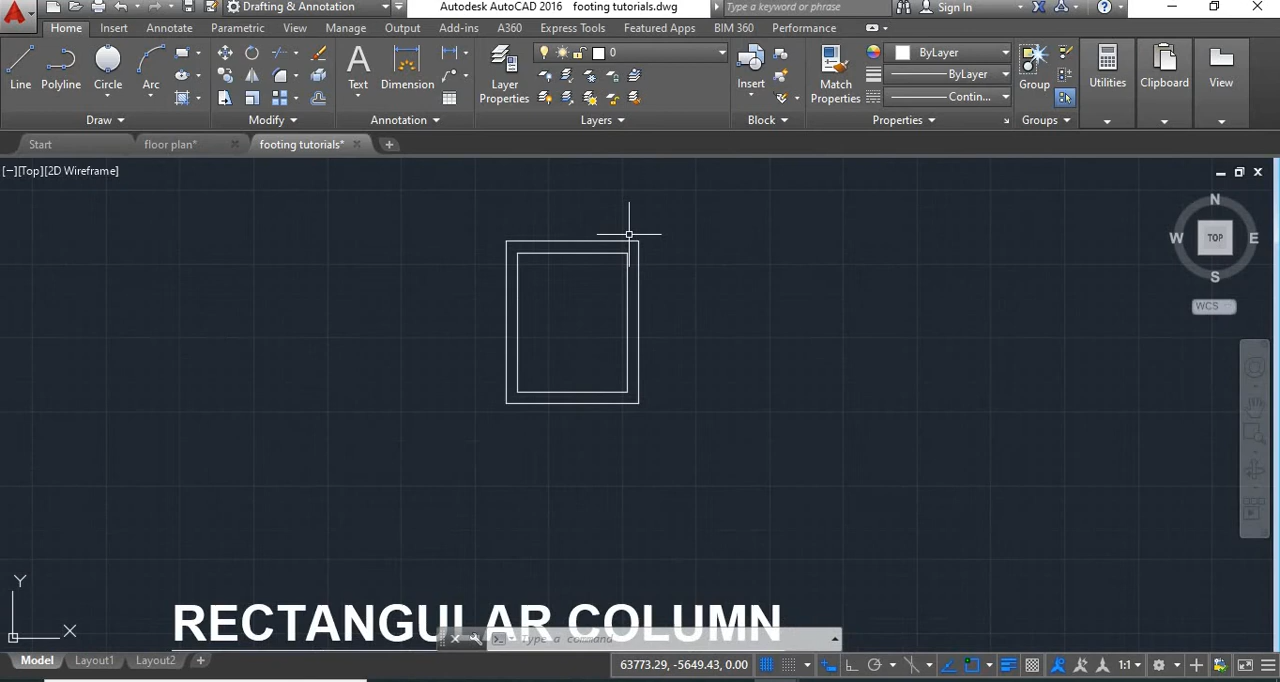 Drafting & Annotation
Autodesk AutoCAD 2016 footing tutorials.dwg
Type a keyword or phrase
Sign In
Home Insert Annotate Parametric View Manage Output Add-ins A360 Express Tools Featured Apps BIM 360 Performance
Line Polyline Circle Arc
Text Dimension
Layer Properties
0
Insert
Match Properties
ByLayer
ByLayer
Contin...
Group
Utilities
Clipboard
View
Draw Modify Annotation Layers Block Properties Groups
Start floor plan* footing tutorials*
[−][Top][2D Wireframe]
N
W TOP E
S
WCS
Y
X
RECTANGULAR COLUMN
Type a command
Model Layout1 Layout2
63773.29, -5649.43, 0.00
1:1